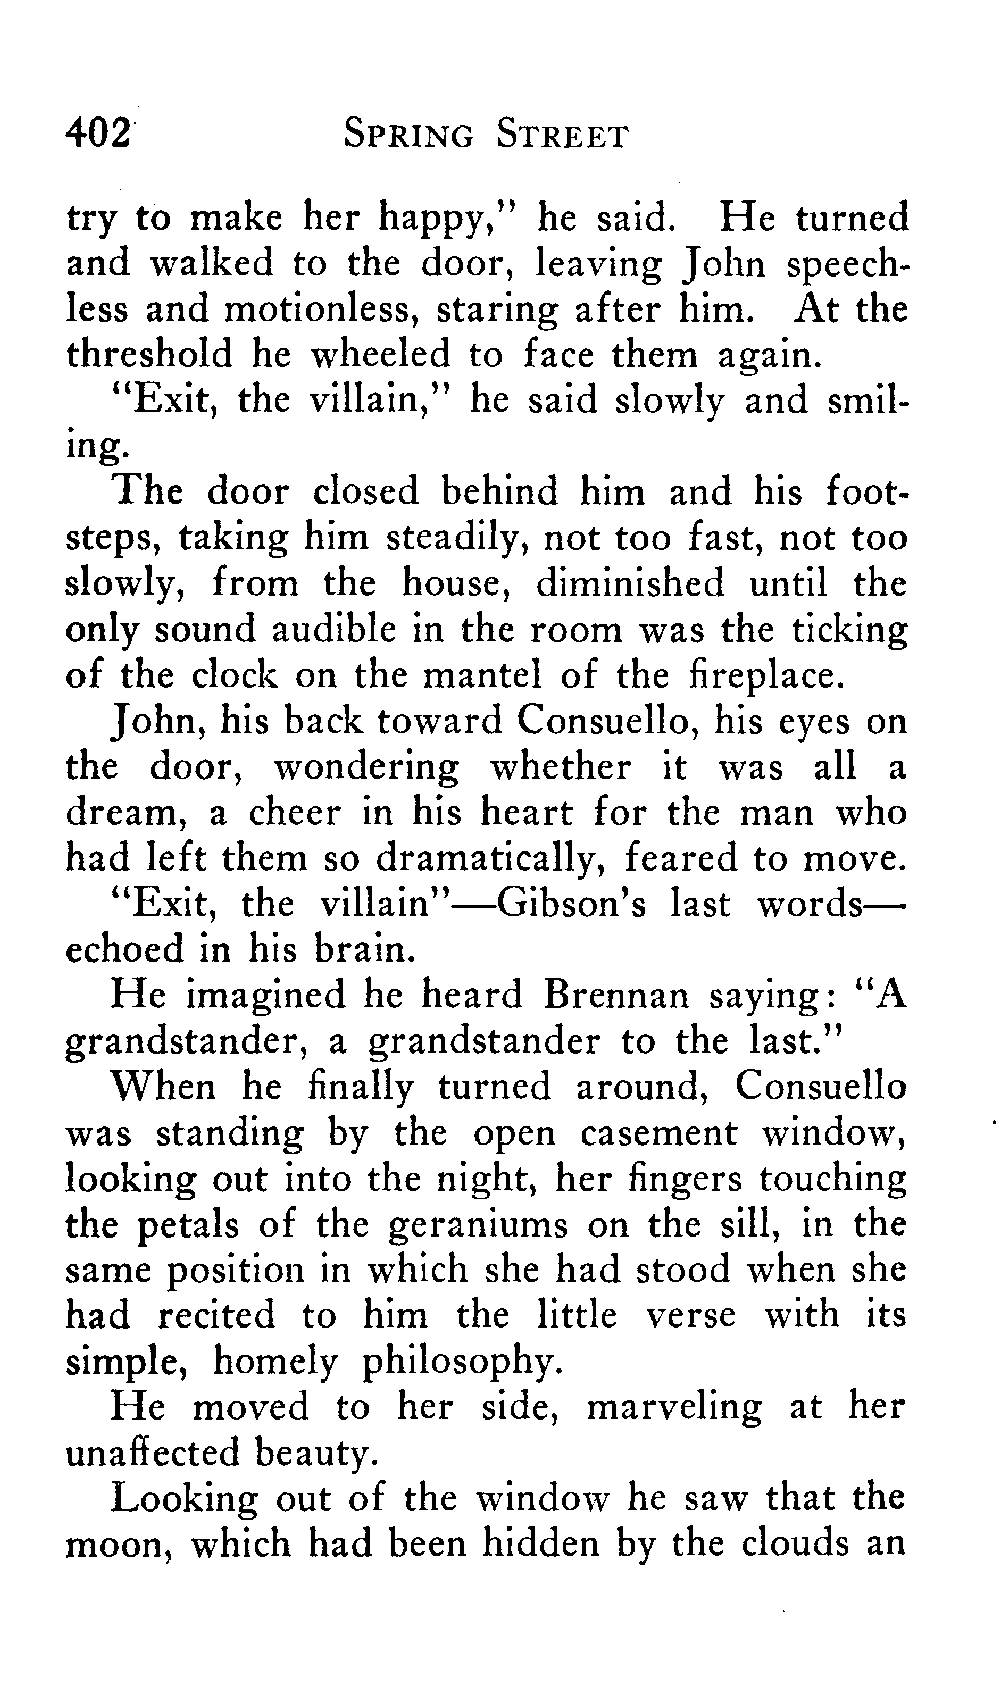 402 SPRING STREET
try to make her happy," he said. He turned
and walked to the door, leaving John speech-
less and motionless, staring after him. At the
threshold he wheeled to face them again.
"Exit, the villain," he said slowly and smil-
ing.
The door closed behind him and his foot-
steps, taking him steadily, not too fast, not too
slowly, from the house, diminished until the
only sound audible in the room was the ticking
of the clock on the mantel of the fireplace.
John, his back toward Consuello, his eyes on
the door, wondering whether it was all a
dream, a cheer in his heart for the man who
had left them so dramatically, feared to move.
"Exit, the villain"—Gibson's last words—
echoed in his brain.
He imagined he heard Brennan saying: "A
grandstander, a grandstander to the last."
When he finally turned around, Consuello
was standing by the open casement window,
looking out into the night, her fingers touching
the petals of the geraniums on the sill, in the
same position in which she had stood when she
had recited to him the little verse with its
simple, homely philosophy.
He moved to her side, marveling at her
unaffected beauty.
Looking out of the window he saw that the
moon, which had been hidden by the clouds an